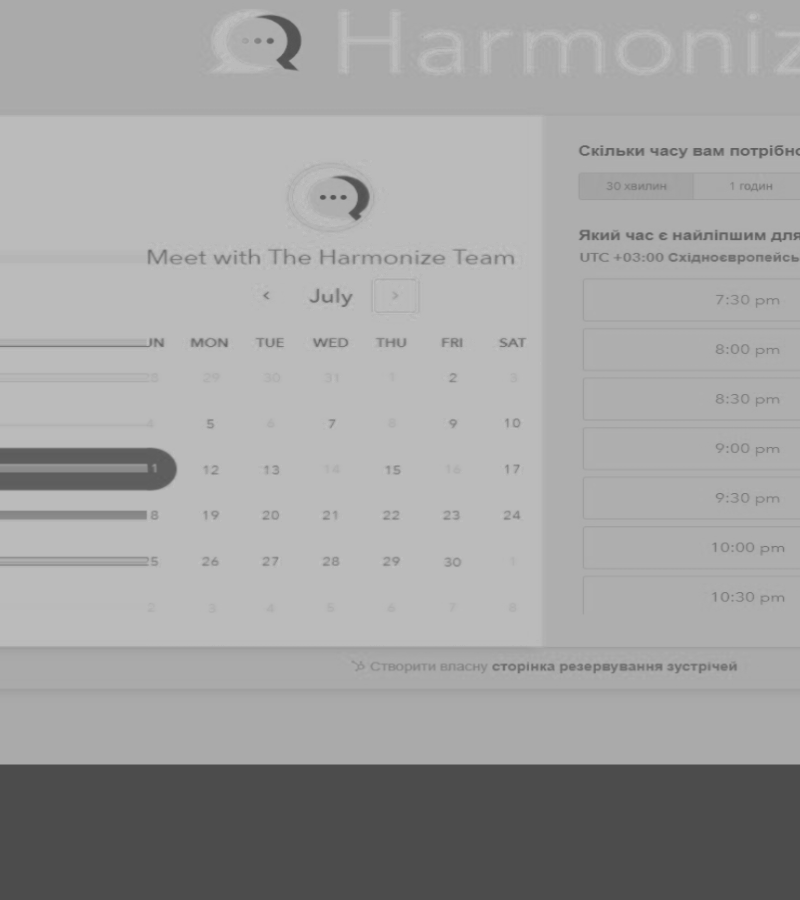 Harmoniz
Meet with The Harmonize Team
July
UN MON TUE WED THU FRI SAT
29 30 31 1 2 3
5 6 7 8 9 10
1 12 13 14 15 16 17
8 19 20 21 22 23 24
25 26 27 28 29 30 1
2 3 4 5 6 7 8
Скільки часу вам потрібно
30 хвилин 1 годин
Який час є найліпшим для
UTC +03:00 Східноєвропейсь
7:30 pm
8:00 pm
8:30 pm
9:00 pm
9:30 pm
10:00 pm
10:30 pm
Створити власну сторінка резервування зустрічей